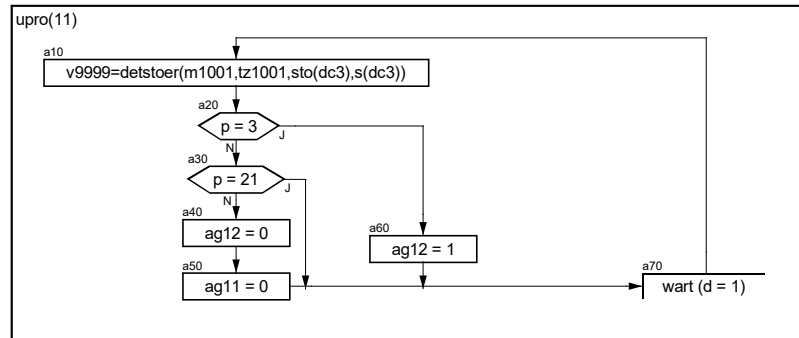 upro(11)
a10
v9999=detstoer(m1001,tz1001,sto(dc3),s(dc3))
a20
p = 3
J
N
a30
p = 21
J
N
a40
ag12 = 0
a60
ag12 = 1
a50
ag11 = 0
a70
wart (d = 1)